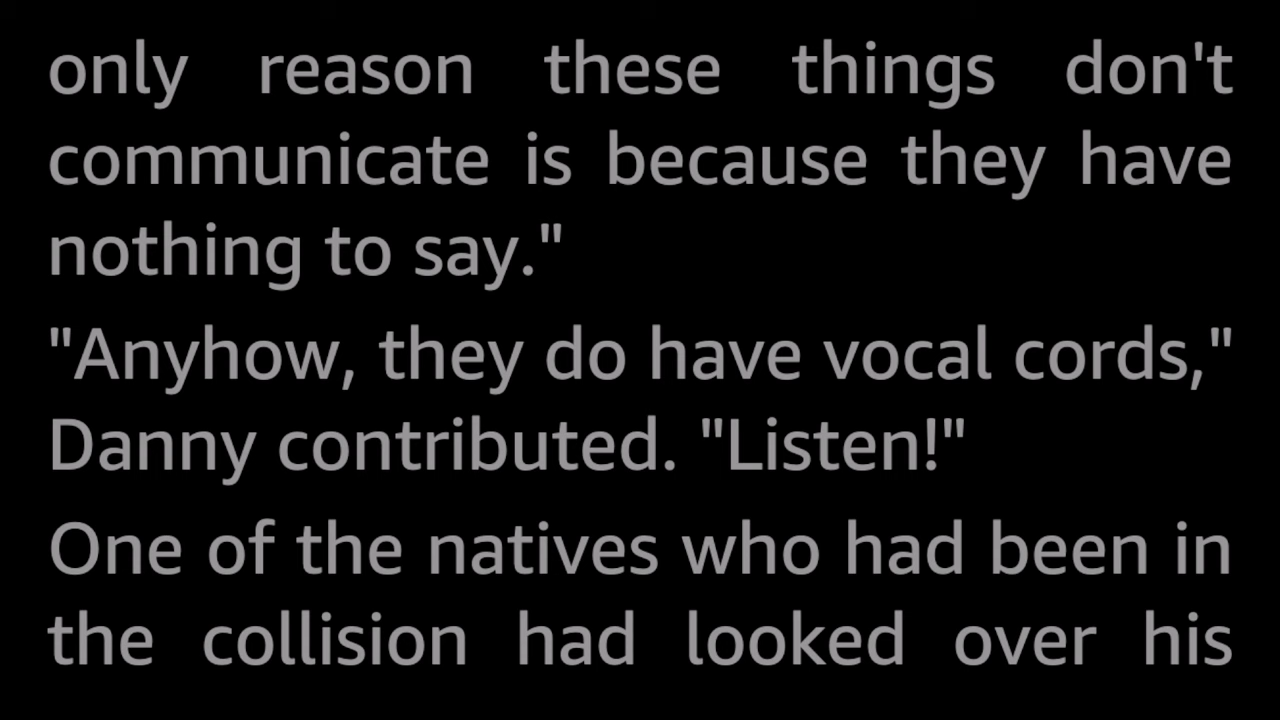 only reason these things don't
communicate is because they have
nothing to say."
"Anyhow, they do have vocal cords,"
Danny contributed. "Listen!"
One of the natives who had been in
the collision had looked over his